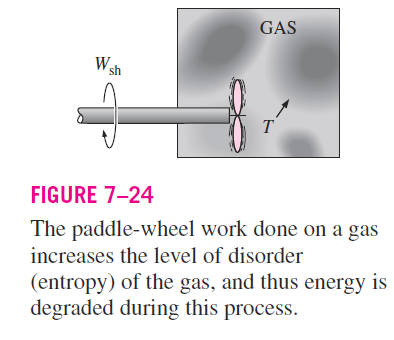 GAS
Wsh
T
FIGURE 7–24
The paddle-wheel work done on a gas
increases the level of disorder
(entropy) of the gas, and thus energy is
degraded during this process.